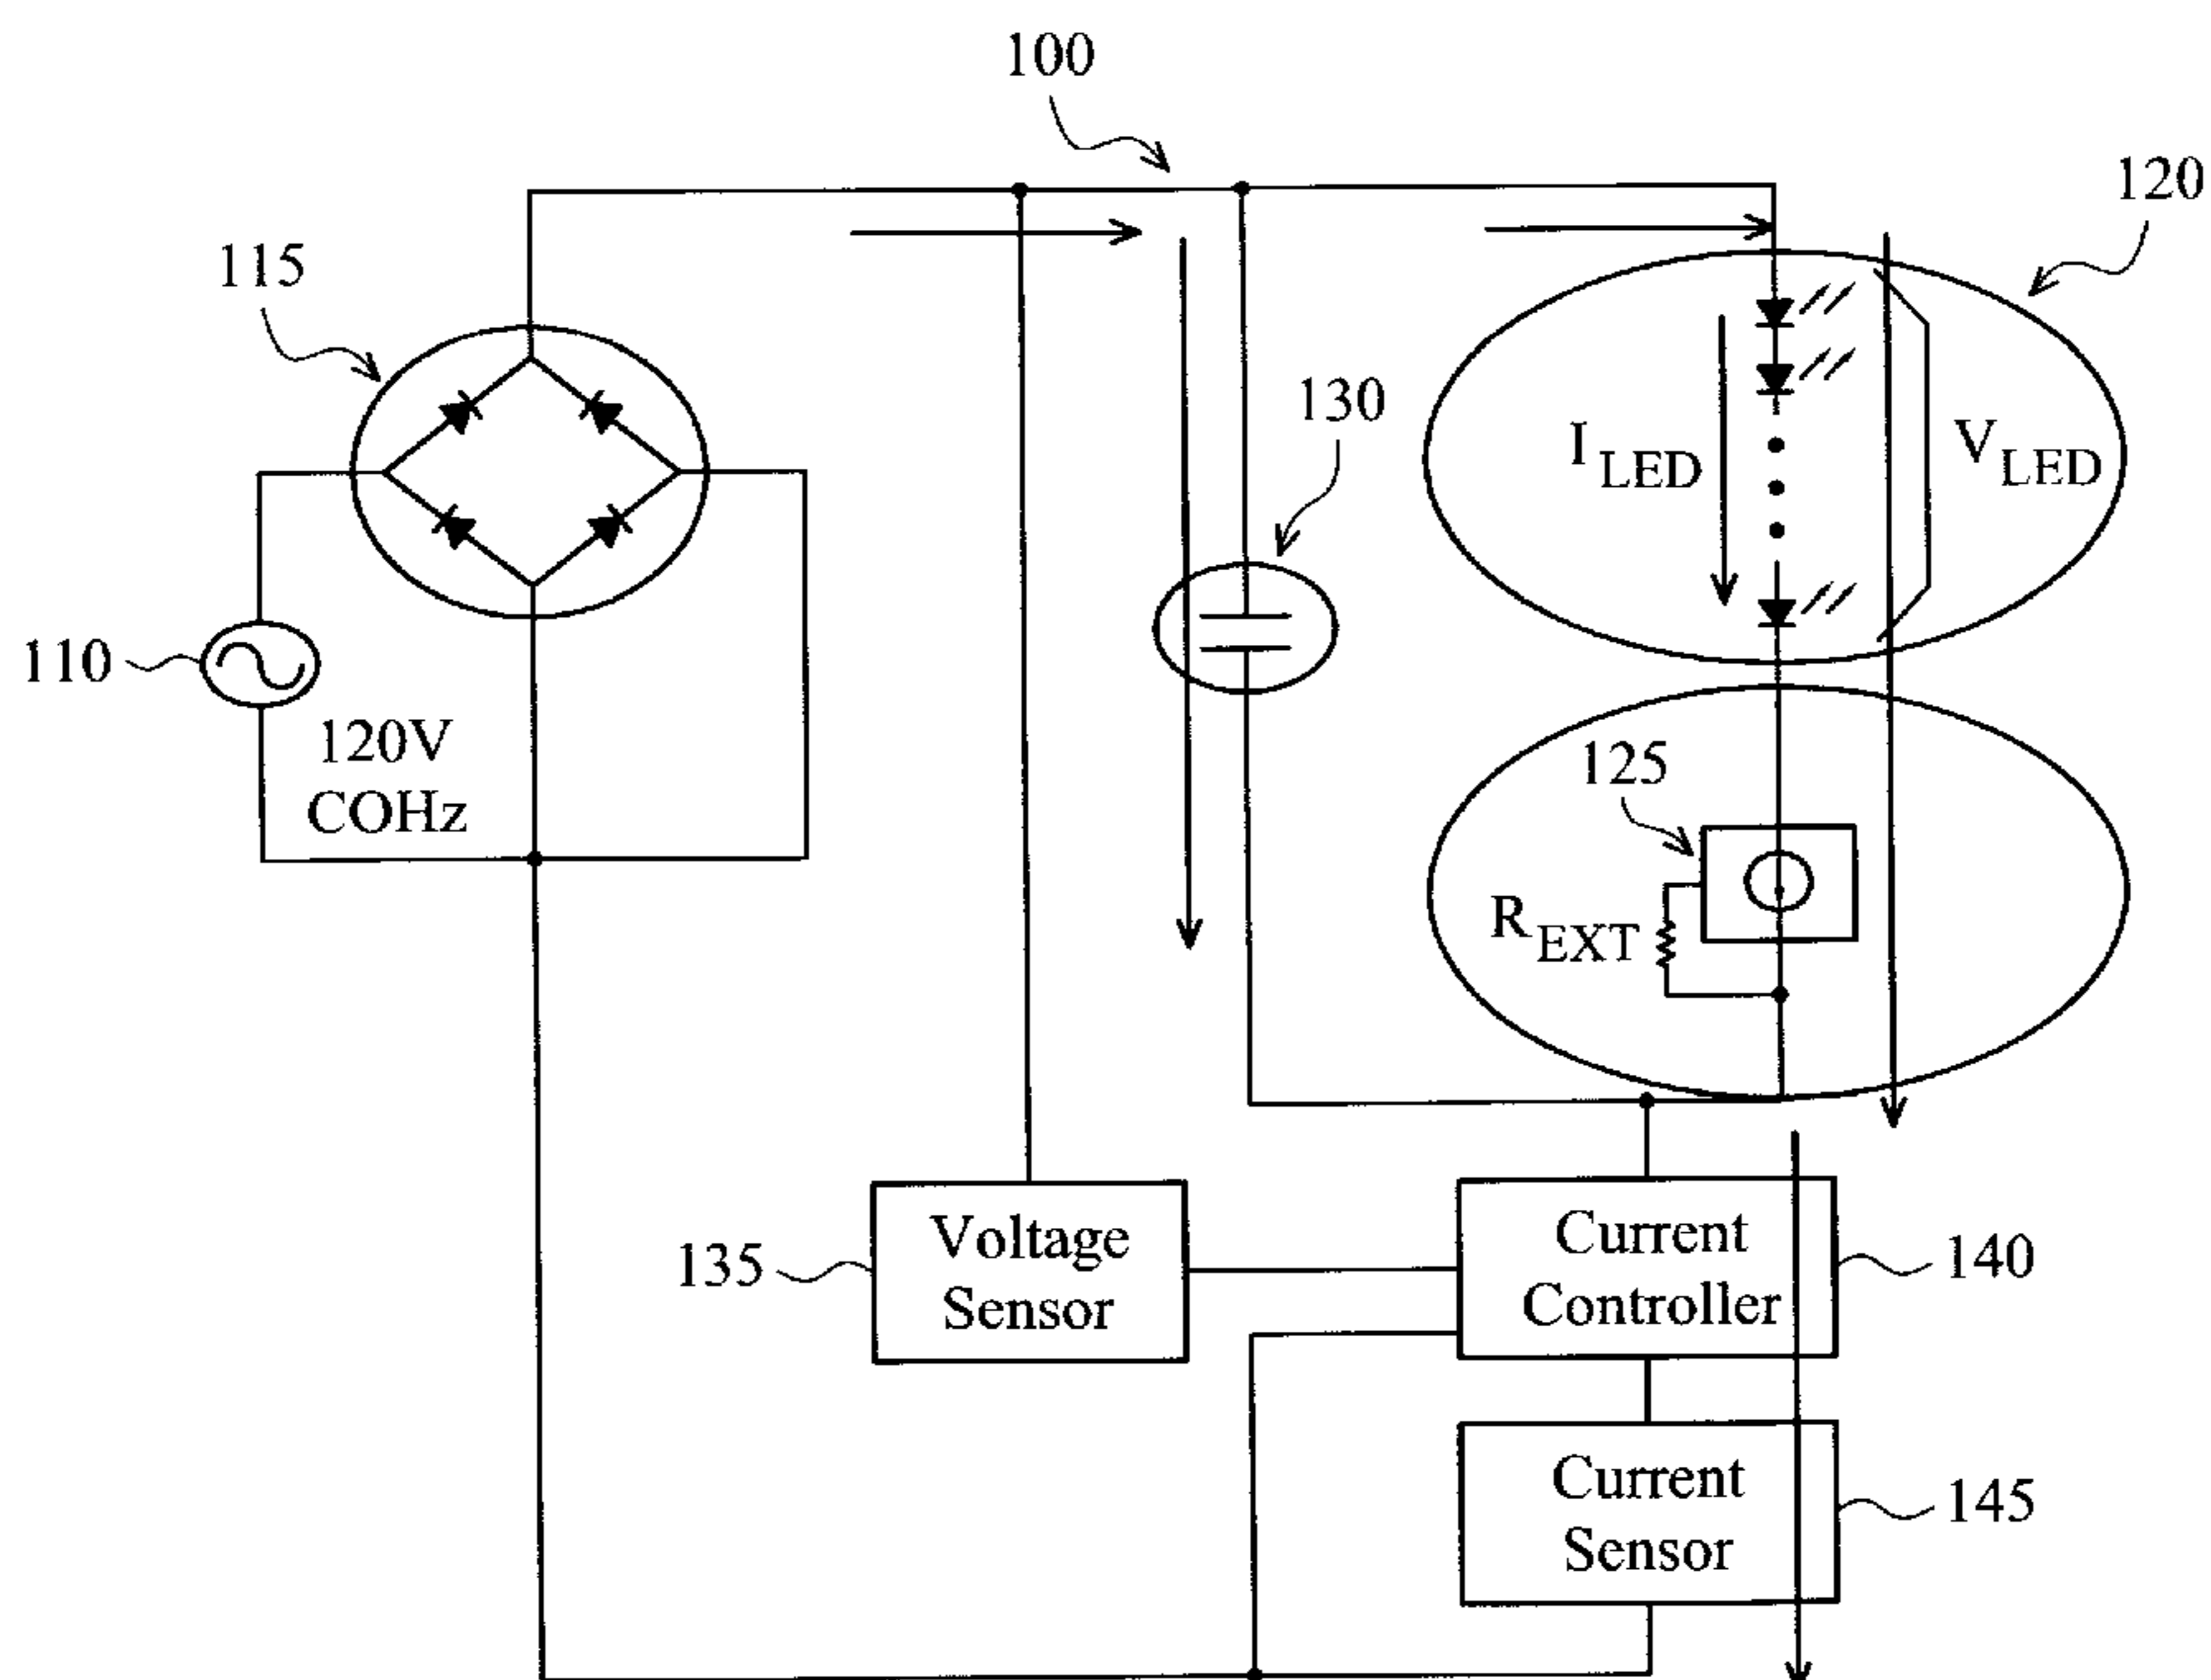 100
120
115
130
I LED
V LED
110
120V
COHz
125
R EXT
Voltage
Sensor
135
Current
Controller
140
Current
Sensor
145